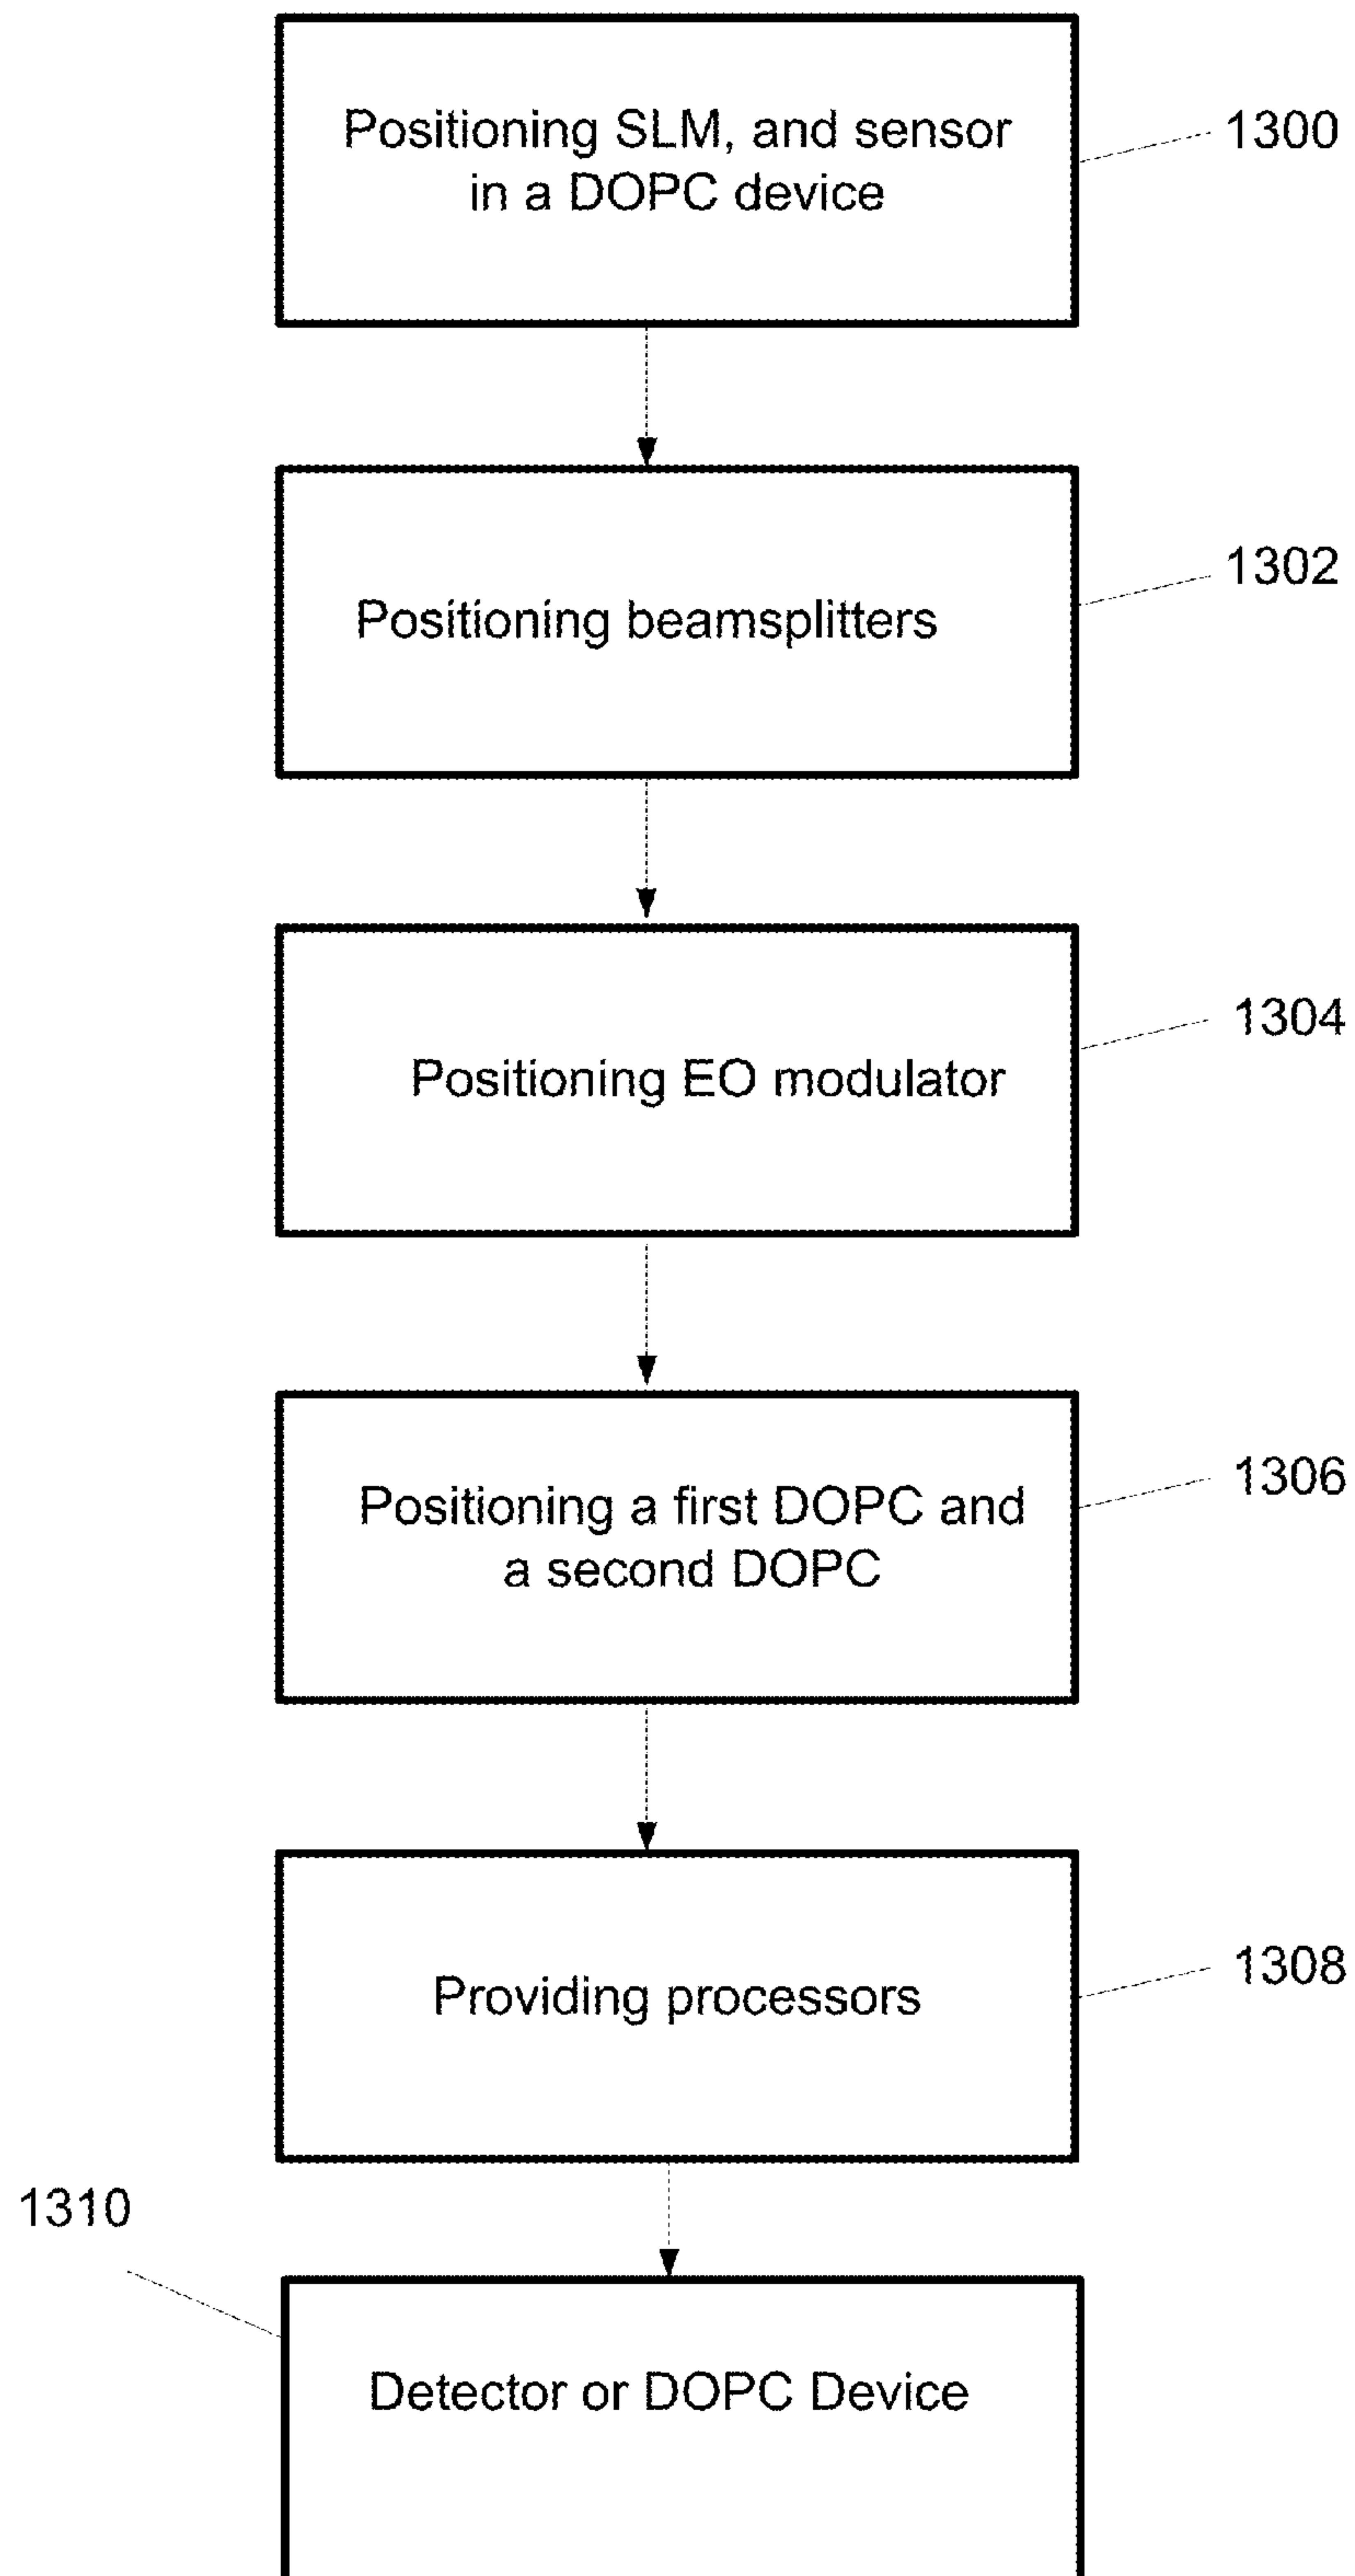 Positioning SLM, and sensor
in a DOPC device
1300
Positioning beamsplitters
1302
Positioning EO modulator
1304
Positioning a first DOPC and
a second DOPC
1306
Providing processors
1308
1310
Detector or DOPC Device